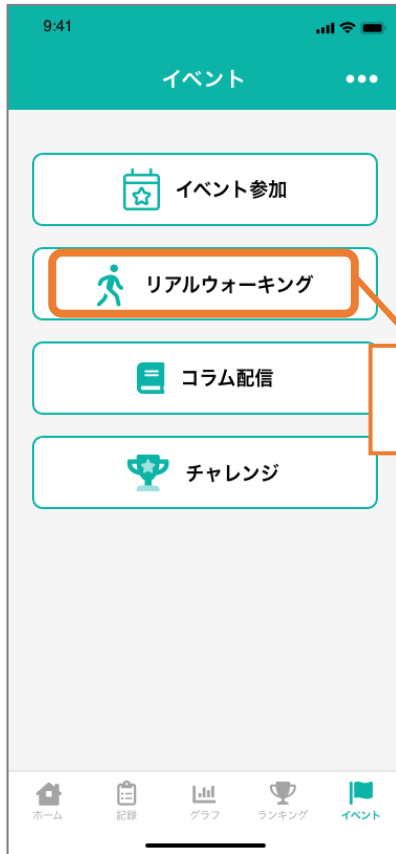 9:41
イベント
イベント参加
リアルウォーキング
コラム配信
チャレンジ
ホーム
記録
グラフ
ランキング
イベント